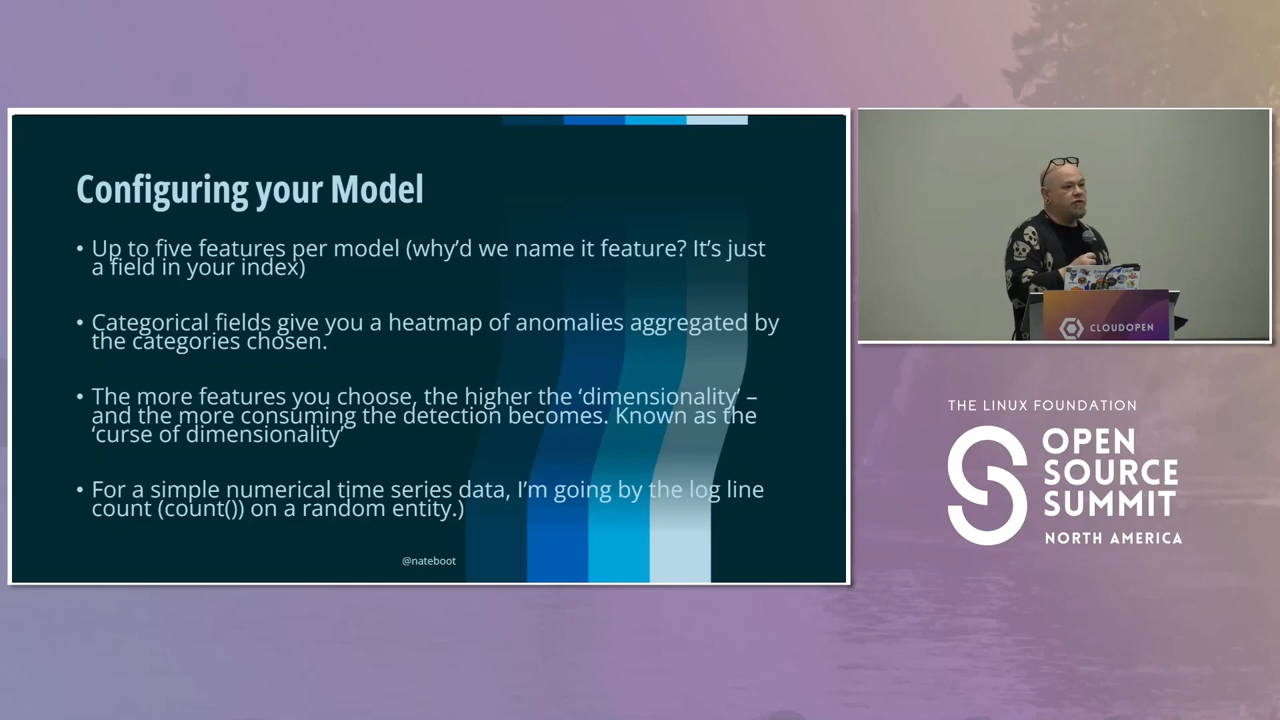 Configuring your Model
• Up to five features per model (why’d we name it feature? It’s just
a field in your index)
• Categorical fields give you a heatmap of anomalies aggregated by
the categories chosen.
• The more features you choose, the higher the ‘dimensionality’ –
and the more consuming the detection becomes. Known as the
‘curse of dimensionality’
• For a simple numerical time series data, I’m going by the log line
count (count()) on a random entity.)
@nateboot
CLOUDOPEN
THE LINUX FOUNDATION
OPEN
SOURCE
SUMMIT
NORTH AMERICA